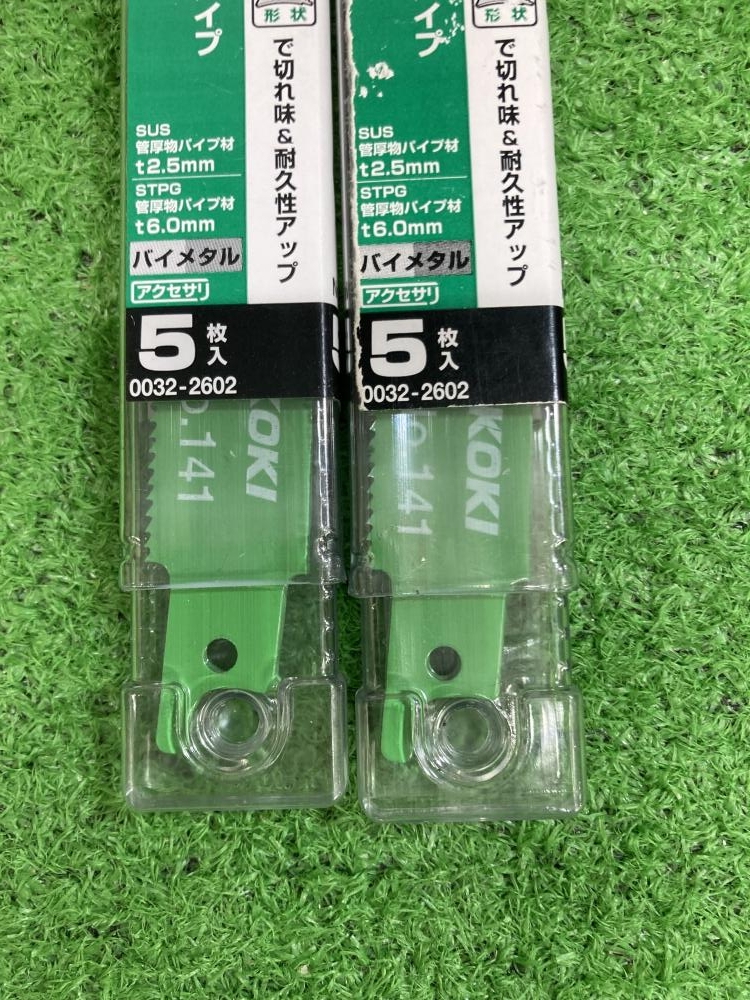 イプ
形状
で切れ味&耐久性アップ
SUS
管厚物パイプ材
t2.5mm
STPG
管厚物パイプ材
t6.0mm
バイメタル
アクセサリ
5枚入
0032-2602
KOKI
.141
イプ
形状
で切れ味&耐久性アップ
SUS
管厚物パイプ材
t2.5mm
STPG
管厚物パイプ材
t6.0mm
バイメタル
アクセサリ
5枚入
0032-2602
KOKI
o.141